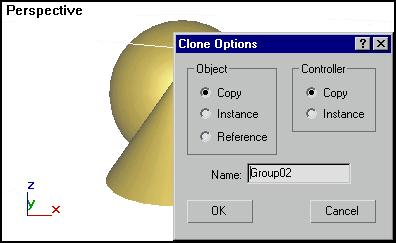 Perspective
Clone Options
? X
Object
Controller
Copy
Copy
Instance
Instance
Reference
Name: Group02
OK
Cancel
z
y
x